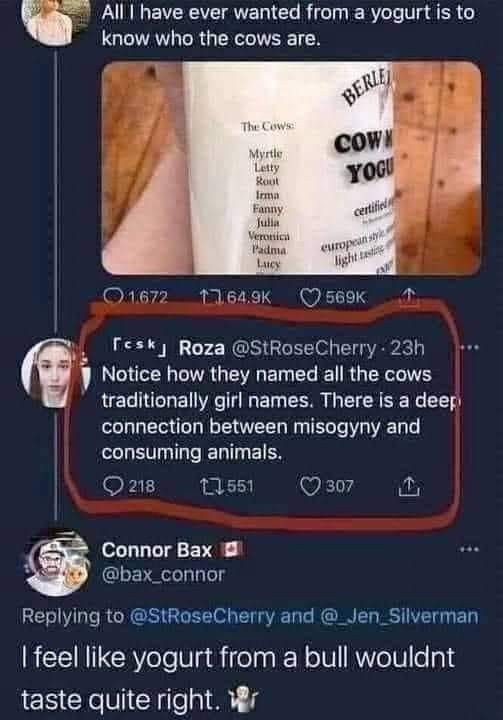 All I have ever wanted from a yogurt is to
know who the cows are.
The Cows:
Myrtle
Letty
Root
Irma
Fanny
Julia
Veronica
Padma
Lucy
BERLE
COW
YOGU
certified
european style
light tasting
1,672 64.9K 569K
Roza @StRoseCherry · 23h
Notice how they named all the cows
traditionally girl names. There is a deep
connection between misogyny and
consuming animals.
218 551 307
Connor Bax
@bax_connor
Replying to @StRoseCherry and @_Jen_Silverman
I feel like yogurt from a bull wouldnt
taste quite right.